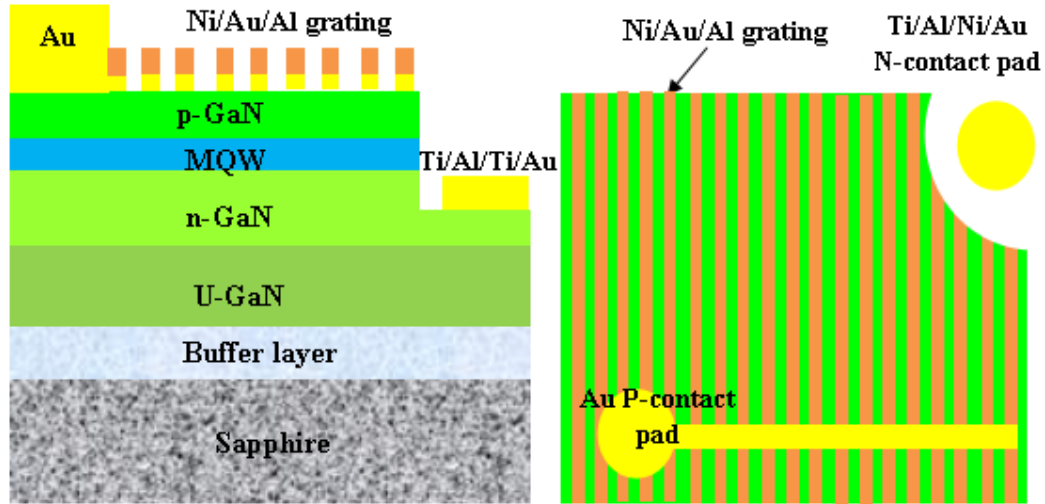 Au
Ni/Au/Al grating
p-GaN
MQW
Ti/Al/Ti/Au
n-GaN
U-GaN
Buffer layer
Sapphire
Ni/Au/Al grating
Ti/Al/Ni/Au
N-contact pad
Au P-contact
pad